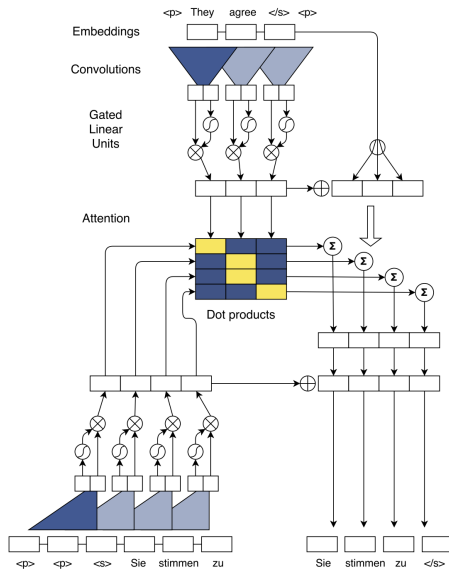 <p> They agree </s> <p>
Embeddings
Convolutions
Gated
Linear
Units
Attention
Σ
Σ
Σ
Σ
Dot products
<p> <p> <s> Sie stimmen zu
Sie stimmen zu </s>